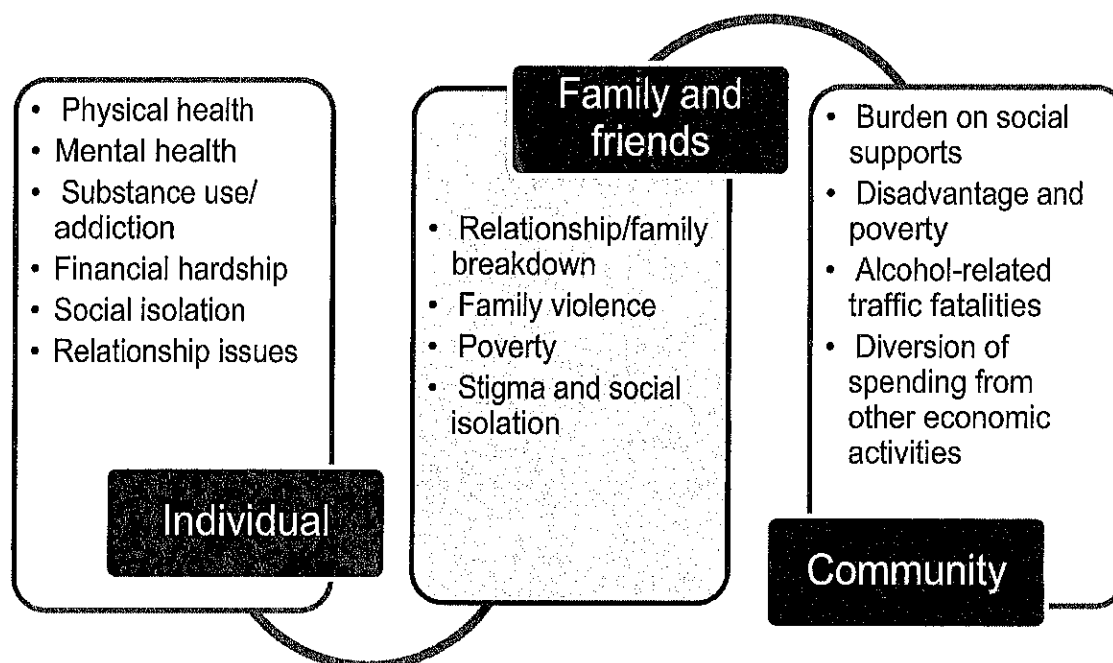 • Physical health
• Mental health
• Substance use/
addiction
• Financial hardship
• Social isolation
• Relationship issues
Individual
Family and
friends
• Relationship/family
breakdown
• Family violence
• Poverty
• Stigma and social
isolation
• Burden on social
supports
• Disadvantage and
poverty
• Alcohol-related
traffic fatalities
• Diversion of
spending from
other economic
activities
Community